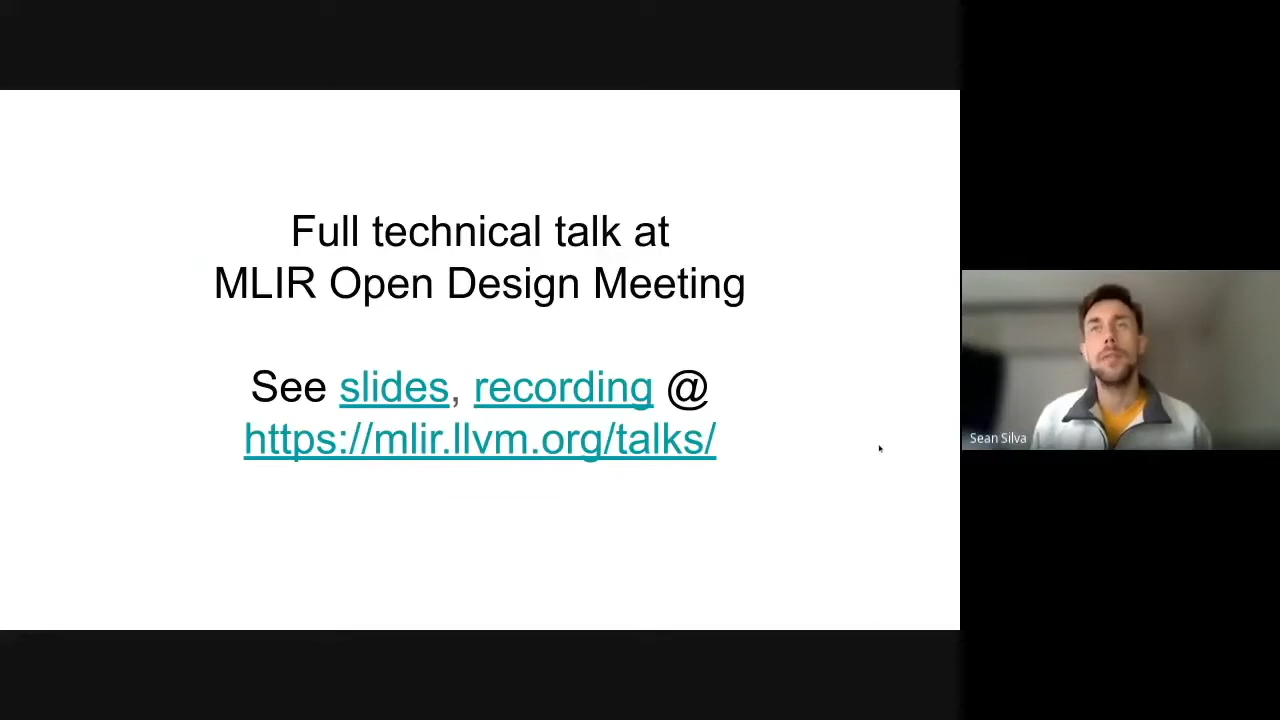 Full technical talk at
MLIR Open Design Meeting
See slides, recording @
https://mlir.llvm.org/talks/
Sean Silva